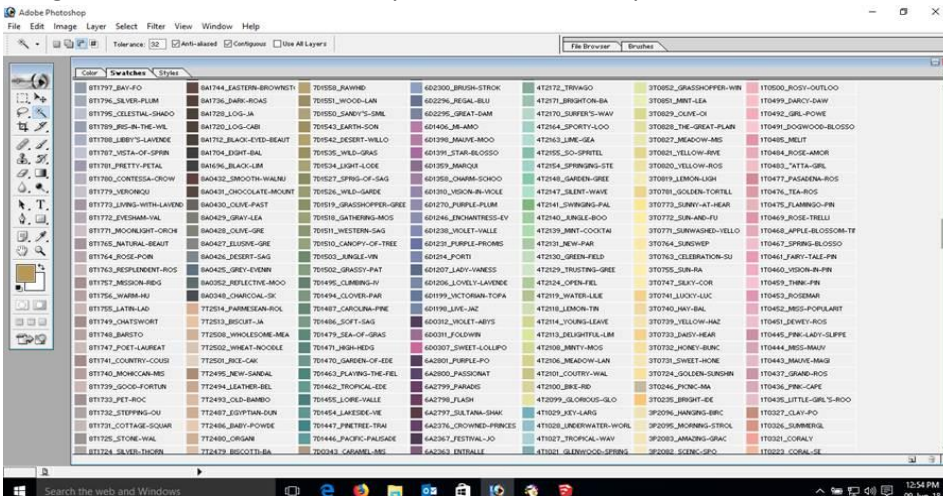 Adobe Photoshop
File Edit Image Layer Select Filter View Window Help
Tolerance: 32 Anti-aliased Contiguous Use All Layers File Browser Brushes
Color Swatches Styles
8T1797_BAY-FO 8A1744_EASTERN-BROWNST 7D1558_RAWHID 6D2300_BRUSH-STROK 4T2172_TRIVAGO 3T0852_GRASSHOPPER-WIN 1T0500_ROSY-OUTLOO
8T1796_SILVER-PLUM 8A1736_DARK-ROAS 7D1551_WOOD-LAN 6D2296_REGAL-BLU 4T2171_BRIGHTON-BA 3T0851_MINT-LEA 1T0499_DARCY-DAW
8T1795_CELESTIAL-SHADO 8A1728_LOG-JA 7D1550_SANDY'S-SMIL 6D2295_GREAT-DAM 4T2170_SURFER'S-WAV 3T0829_OLIVE-OI 1T0492_GIRL-POWE
8T1789_IRIS-IN-THE-WIL 8A1720_LOG-CABI 7D1543_EARTH-SON 6D1406_MI-AMO 4T2164_SPORTY-LOO 3T0828_THE-GREAT-PLAIN 1T0491_DOGWOOD-BLOSSO
8T1788_LIBBY'S-LAVENDE 8A1712_BLACK-EYED-BEAUT 7D1542_DESERT-WILLO 6D1398_MAUVE-MOO 4T2163_LIME-GEA 3T0827_MEADOW-MIS 1T0485_MELIT
8T1787_VISTA-OF-SPRIN 8A1704_EIGHT-BAL 7D1535_WILD-GRAS 6D1391_STAR-BLOSSO 4T2155_SO-SPRITEL 3T0821_YELLOW-RIVE 1T0484_ROSE-AMOR
8T1781_PRETTY-PETAL 8A1696_BLACK-LIM 7D1534_LIGHT-LODE 6D1359_MARQUI 4T2154_SPRINGING-STE 3T0820_YELLOW-ROS 1T0483_"ATTA-GIRL
8T1780_CONTESSA-CROW 8A0432_SMOOTH-WALNU 7D1527_SPRIG-OF-SAG 6D1358_CHARM-SCHOO 4T2148_GARDEN-GREE 3T0819_LEMON-LIGH 1T0477_PASADENA-ROS
8T1779_VERONIQU 8A0431_CHOCOLATE-MOUNT 7D1526_WILD-GARDE 6D1310_VISION-IN-VIOLE 4T2147_SILENT-WAVE 3T0781_GOLDEN-TORTILL 1T0476_TEA-ROS
8T1773_LIVING-WITH-LAVEND 8A0430_OLIVE-PAST 7D1519_GRASSHOPPER-GREE 6D1270_PURPLE-PLUM 4T2141_SWINGING-PAL 3T0773_SUNNY-AT-HEAR 1T0475_FLAMINGO-PIN
8T1772_EVESHAM-VAL 8A0429_GRAY-LEA 7D1518_GATHERING-MOS 6D1246_ENCHANTRESS-EV 4T2140_JUNGLE-BOO 3T0772_SUN-AND-FU 1T0469_ROSE-TRELLI
8T1771_MOONLIGHT-ORCHI 8A0428_OLIVE-GRE 7D1511_WESTERN-SAG 6D1238_VIOLET-VALLE 4T2139_MINT-COCKTAI 3T0771_SUNWASHED-YELLO 1T0468_APPLE-BLOSSOM-TI
8T1765_NATURAL-BEAUT 8A0427_ELUSIVE-GRE 7D1510_CANOPY-OF-TREE 6D1231_PURPLE-PROMIS 4T2131_NEW-PAR 3T0764_SUNSWEP 1T0467_SPRING-BLOSSO
8T1764_ROSE-POIN 8A0426_DESERT-SAG 7D1503_JUNGLE-VIN 6D1214_PORTI 4T2130_GREEN-FIELD 3T0763_CELEBRATION-SU 1T0461_FAIRY-TALE-PIN
8T1763_RESPLENDENT-ROS 8A0425_GREY-EVENIN 7D1502_GRASSY-PAT 6D1207_LADY-VANESS 4T2129_TRUSTING-GREE 3T0755_SUN-RA 1T0460_VISION-IN-PIN
8T1757_MISSION-RIDG 8A0352_REFLECTIVE-MOO 7D1495_CLIMBING-IV 6D1206_LOVELY-LAVENDE 4T2124_OPEN-FIEL 3T0747_SILKY-COR 1T0459_THINK-PIN
8T1756_WARM-HU 8A0348_CHARCOAL-SK 7D1494_CLOVER-PAR 6D1199_VICTORIAN-TOPA 4T2119_WATER-LILIE 3T0741_LUCKY-LUC 1T0453_ROSEMAR
8T1755_LATIN-LAD 7T2514_PARMESEAN-ROL 7D1487_CAROLINA-PINE 6D1198_LIVE-JAZ 4T2118_LEMON-TIN 3T0740_HAY-BAL 1T0452_MISS-POPULARIT
8T1749_CHATSWORT 7T2513_BISCUIT-JA 7D1486_SOFT-SAG 6D0312_VIOLET-ABYS 4T2114_YOUNG-LEAVE 3T0739_YELLOW-HAZ 1T0451_DEWEY-ROS
8T1748_BARISTO 7T2508_WHOLESOME-MEA 7D1479_SEA-OF-GRAS 6D0311_FOLDWIN 4T2113_DELIGHTFUL-LIM 3T0733_DAISY-HEAR 1T0445_PINK-LADY-SLIPPE
8T1747_POET-LAUREAT 7T2502_WHEAT-NOODLE 7D1471_HIGH-HEDG 6D0307_SWEET-LOLLIPO 4T2108_MINTY-MOS 3T0732_HONEY-BUNC 1T0444_MISS-MAUV
8T1741_COUNTRY-COUSI 7T2501_RICE-CAK 7D1470_GARDEN-OF-EDE 6A2801_PURPLE-PO 4T2106_MEADOW-LAN 3T0731_SWEET-HONE 1T0443_MAUVE-MAGI
8T1740_MOHICCAN-MIS 7T2495_NEW-SANDAL 7D1463_PLAYING-THE-FIEL 6A2800_PASSIONAT 4T2101_COUTRY-WAL 3T0724_GOLDEN-SUNSHIN 1T0437_GRAND-ROS
8T1739_GOOD-FORTUN 7T2494_LEATHER-BEL 7D1462_TROPICAL-EDE 6A2799_PARADIS 4T2100_BIKE-RID 3T0246_PICNIC-MA 1T0436_PINK-CAPE
8T1733_PET-ROC 7T2493_OLD-BAMBO 7D1455_LOIRE-VALLE 6A2798_FLASH 4T2099_GLORIOUS-GLO 3T0235_BRIGHT-IDE 1T0435_LITTLE-GIRL'S-ROO
8T1732_STEPPING-OU 7T2487_EGYPTIAN-DUN 7D1454_LAKESIDE-VIE 6A2797_SULTANA-SHAK 4T1029_KEY-LARG 3P2096_HANGING-BIRC 1T0327_CLAY-PO
8T1731_COTTAGE-SQUAR 7T2486_BABY-POWDE 7D1447_PINETREE-TRAI 6A2376_CROWNED-PRINCES 4T1028_UNDERWATER-WORL 3P2095_MORNING-STROL 1T0326_SUMMERGL
8T1725_STONE-WAL 7T2480_ORGANI 7D1446_PACIFIC-PALISADE 6A2367_FESTIVAL-JO 4T1027_TROPICAL-WAV 3P2083_AMAZING-GRAC 1T0321_CORALY
8T1724_SILVER-THORN 7T2479_BISCOTTI-BA 7D0343_CARAMEL-MIS 6A2363_ENTRALLE 4T1021_GLENWOOD-SPRING 3P2082_SCENIC-SPO 1T0223_CORAL-SE
Search the web and Windows
12:54 PM